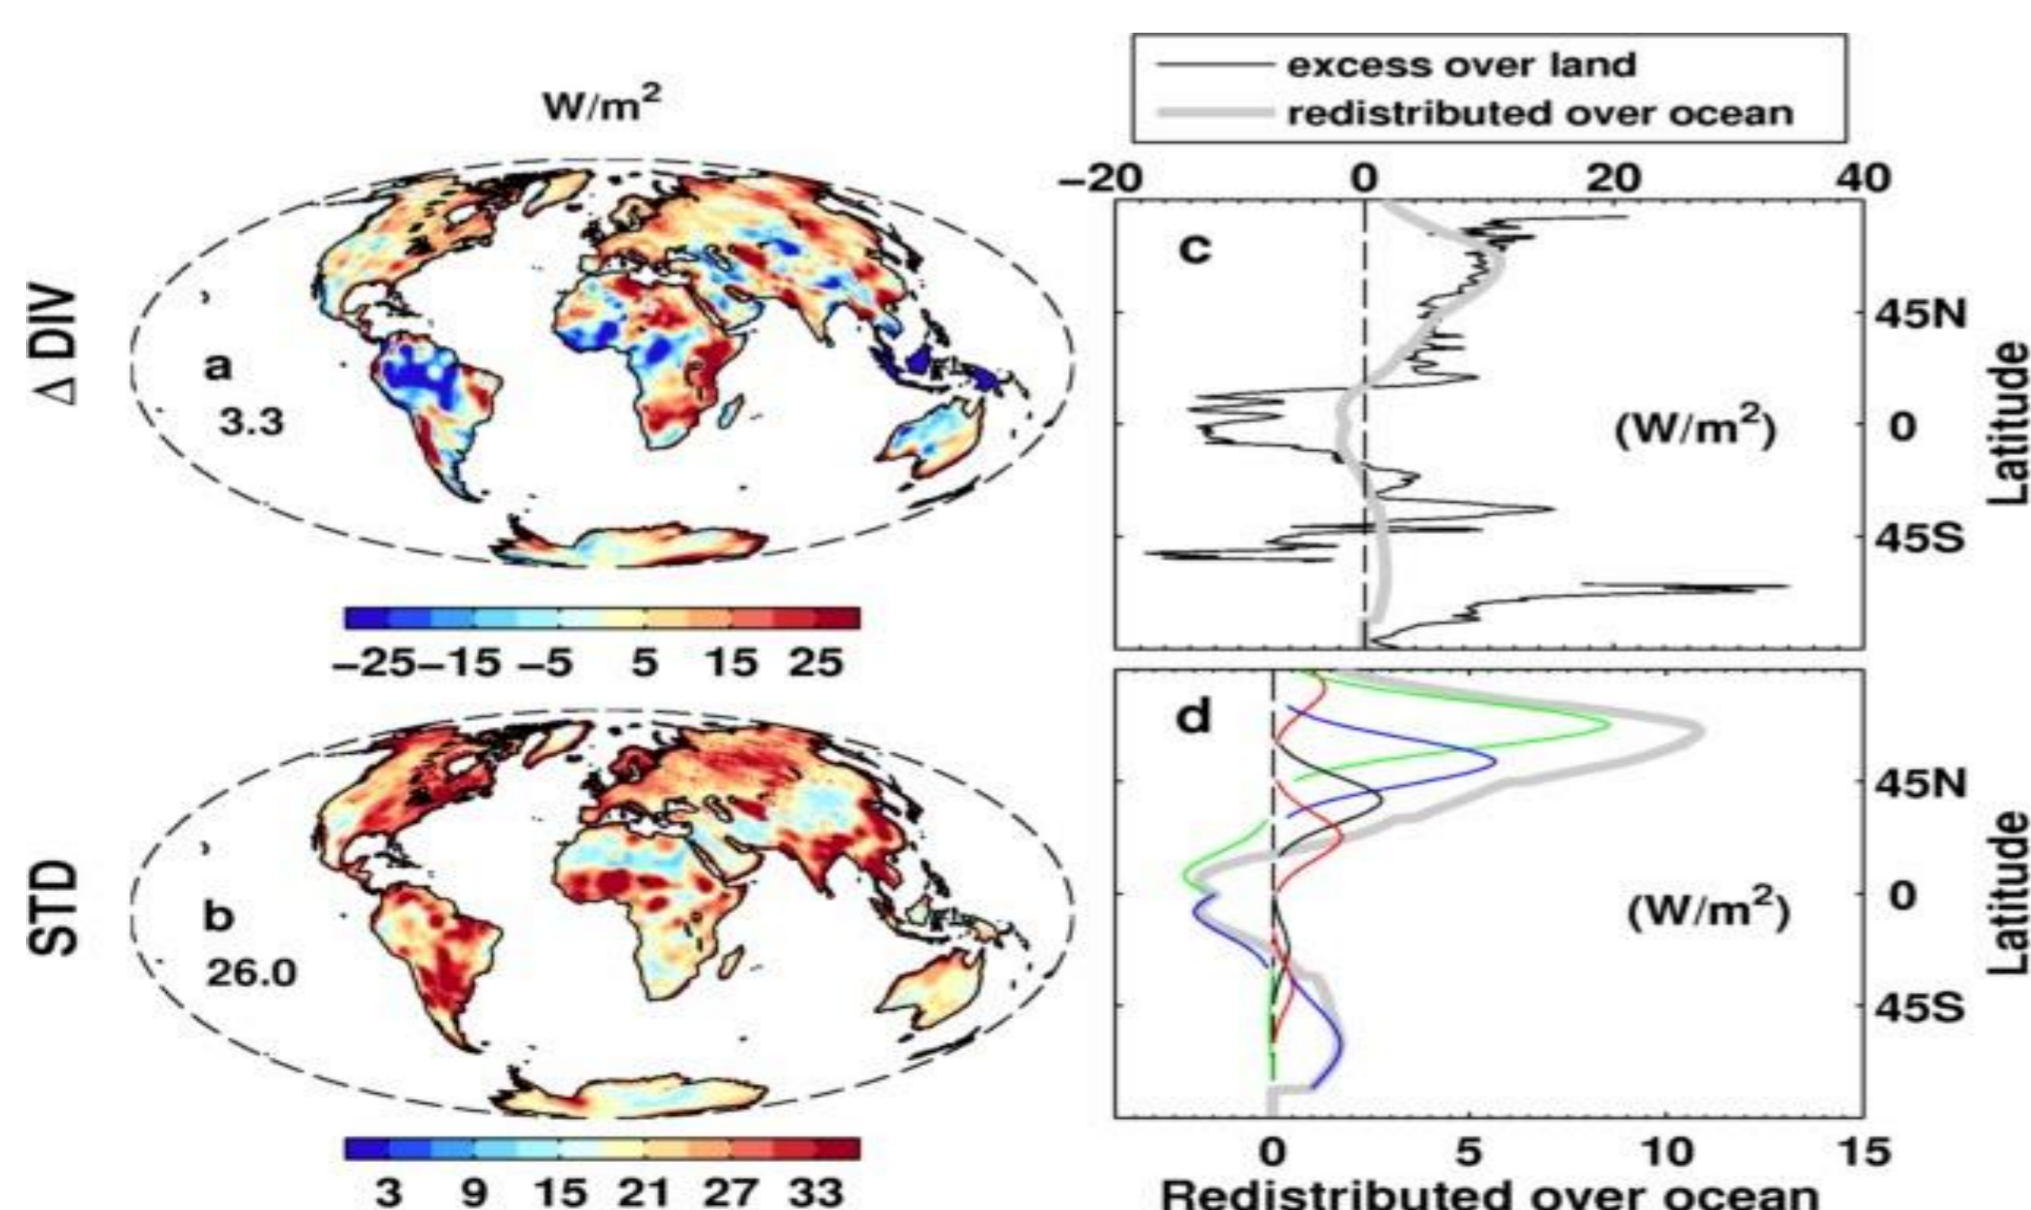 W/m²
Δ DIV
a
3.3
−25 −15 −5 5 15 25
STD
b
26.0
3 9 15 21 27 33
excess over land
redistributed over ocean
−20 0 20 40
c
45N
(W/m²)
0
45S
Latitude
d
45N
(W/m²)
0
45S
Latitude
0 5 10 15
Redistributed over ocean